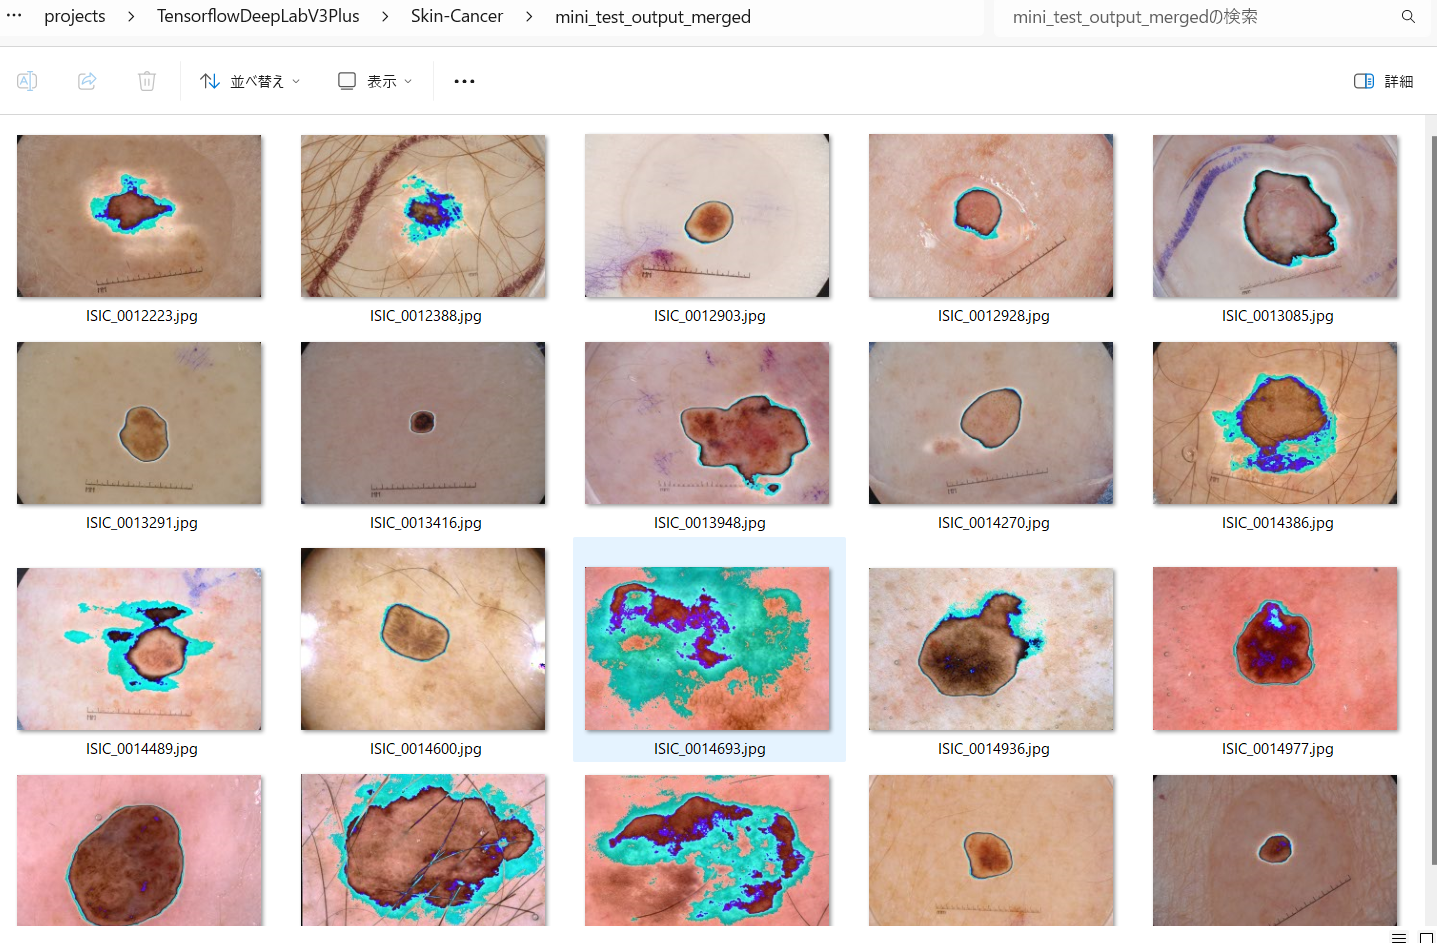 … projects > TensorflowDeepLabV3Plus > Skin-Cancer > mini_test_output_merged mini_test_output_mergedの検索
並べ替え 表示 … 詳細
ISIC_0012223.jpg ISIC_0012388.jpg ISIC_0012903.jpg ISIC_0012928.jpg ISIC_0013085.jpg
ISIC_0013291.jpg ISIC_0013416.jpg ISIC_0013948.jpg ISIC_0014270.jpg ISIC_0014386.jpg
ISIC_0014489.jpg ISIC_0014600.jpg ISIC_0014693.jpg ISIC_0014936.jpg ISIC_0014977.jpg